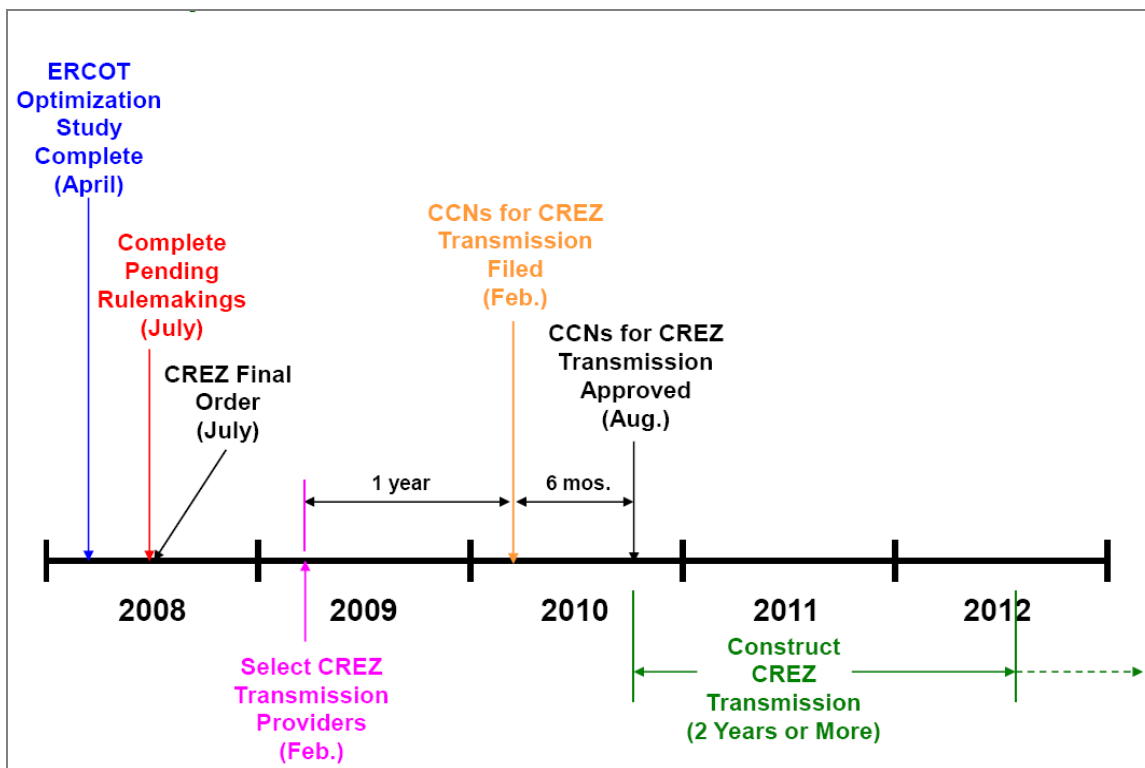 ERCOT
Optimization
Study
Complete
(April)
Complete
Pending
Rulemakings
(July)
CREZ Final
Order
(July)
CCNs for CREZ
Transmission
Filed
(Feb.)
CCNs for CREZ
Transmission
Approved
(Aug.)
1 year
6 mos.
2008
2009
2010
2011
2012
Select CREZ
Transmission
Providers
(Feb.)
Construct
CREZ
Transmission
(2 Years or More)